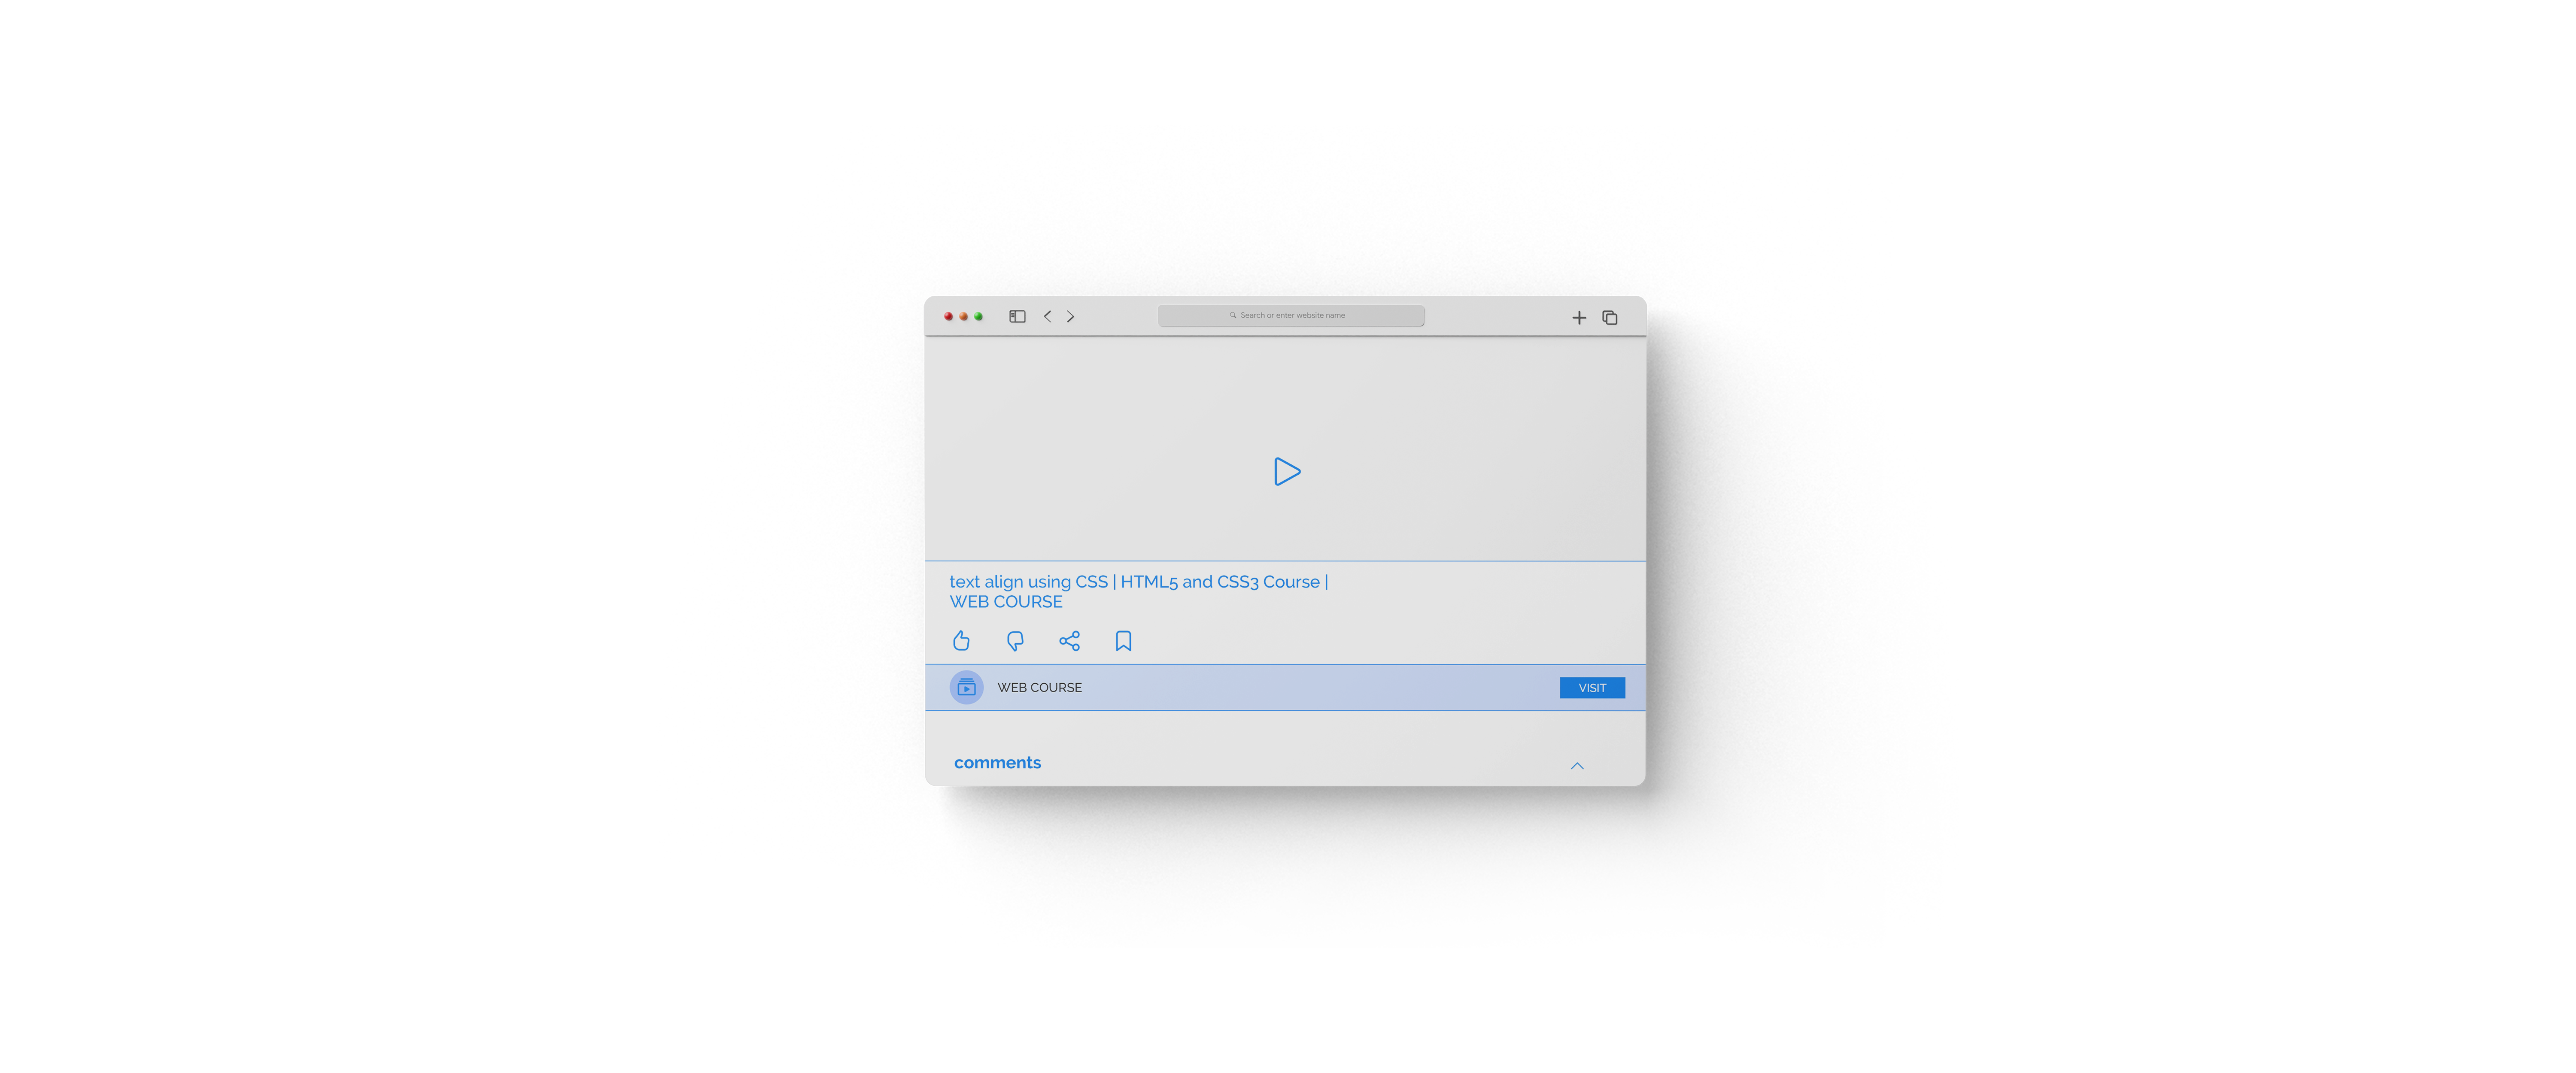 Search or enter website name
text align using CSS | HTML5 and CSS3 Course |
WEB COURSE
WEB COURSE
VISIT
comments